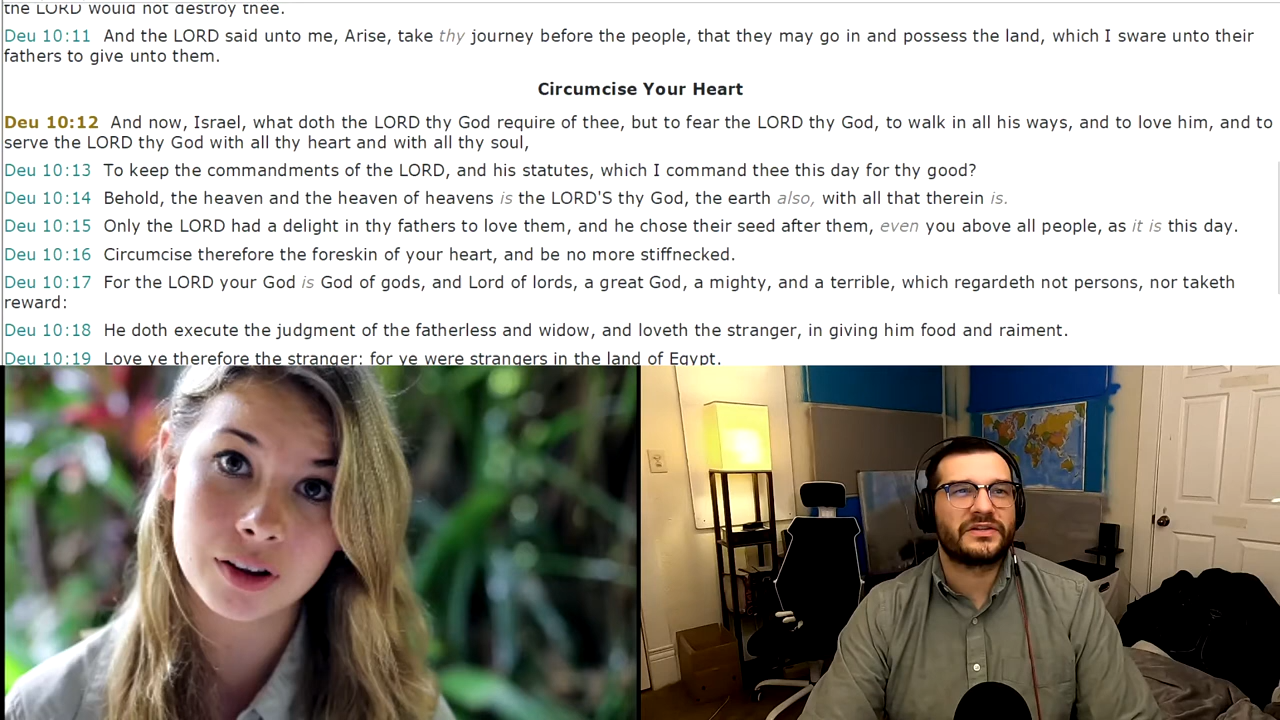 the LORD would not destroy thee.
Deu 10:11 And the LORD said unto me, Arise, take thy journey before the people, that they may go in and possess the land, which I sware unto their
fathers to give unto them.
Circumcise Your Heart
Deu 10:12 And now, Israel, what doth the LORD thy God require of thee, but to fear the LORD thy God, to walk in all his ways, and to love him, and to
serve the LORD thy God with all thy heart and with all thy soul,
Deu 10:13 To keep the commandments of the LORD, and his statutes, which I command thee this day for thy good?
Deu 10:14 Behold, the heaven and the heaven of heavens is the LORD'S thy God, the earth also, with all that therein is.
Deu 10:15 Only the LORD had a delight in thy fathers to love them, and he chose their seed after them, even you above all people, as it is this day.
Deu 10:16 Circumcise therefore the foreskin of your heart, and be no more stiffnecked.
Deu 10:17 For the LORD your God is God of gods, and Lord of lords, a great God, a mighty, and a terrible, which regardeth not persons, nor taketh
reward:
Deu 10:18 He doth execute the judgment of the fatherless and widow, and loveth the stranger, in giving him food and raiment.
Deu 10:19 Love ye therefore the stranger: for ye were strangers in the land of Egypt.